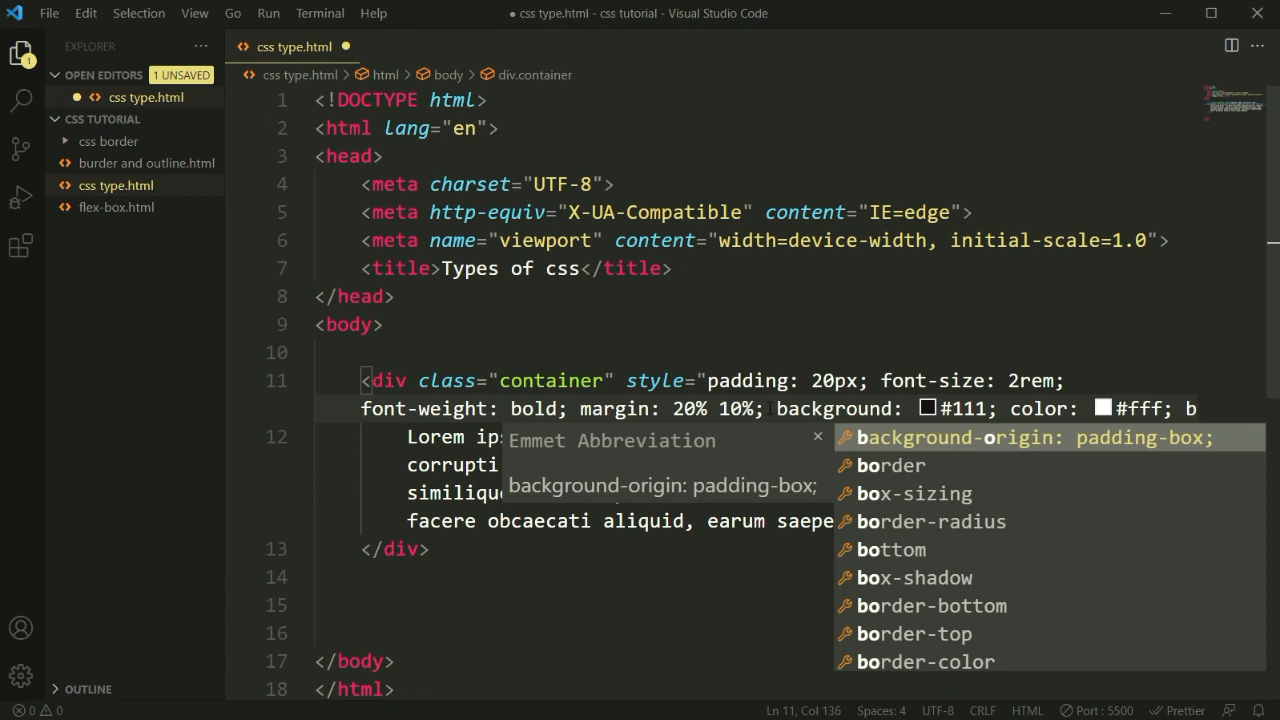 File Edit Selection View Go Run Terminal Help
● css type.html - css tutorial - Visual Studio Code
EXPLORER
css type.html
OPEN EDITORS 1 UNSAVED
css type.html > html > body > div.container
css type.html
CSS TUTORIAL
css border
burder and outline.html
css type.html
flex-box.html
1 <!DOCTYPE html>
2 <html lang="en">
3 <head>
4 <meta charset="UTF-8">
5 <meta http-equiv="X-UA-Compatible" content="IE=edge">
6 <meta name="viewport" content="width=device-width, initial-scale=1.0">
7 <title>Types of css</title>
8 </head>
9 <body>
10
11 <div class="container" style="padding: 20px; font-size: 2rem;
font-weight: bold; margin: 20% 10%; background: #111; color: #fff; b
12 Lorem ips
corrupti
similiqu
facere obcaecati aliquid, earum saepe
13 </div>
14
15
16
17 </body>
18 </html>
Emmet Abbreviation
background-origin: padding-box;
background-origin: padding-box;
border
box-sizing
border-radius
bottom
box-shadow
border-bottom
border-top
border-color
OUTLINE
1
0 0
Ln 11, Col 136 Spaces: 4 UTF-8 CRLF HTML Port : 5500 Prettier